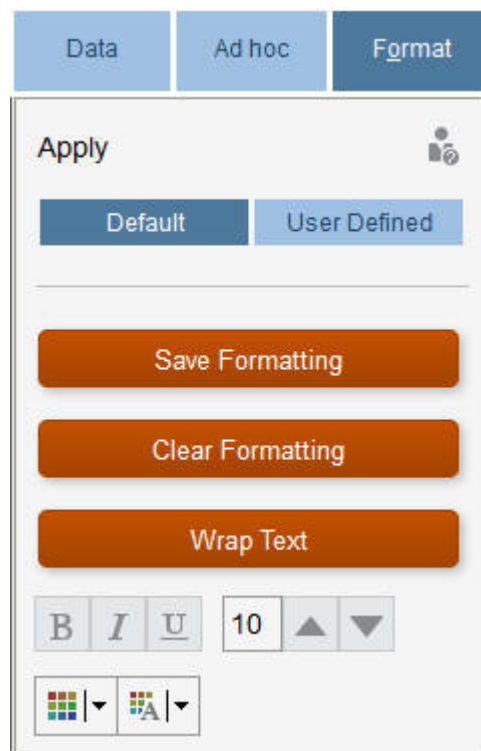 Data Ad hoc Format
Apply
Default User Defined
Save Formatting
Clear Formatting
Wrap Text
B I U 10
A